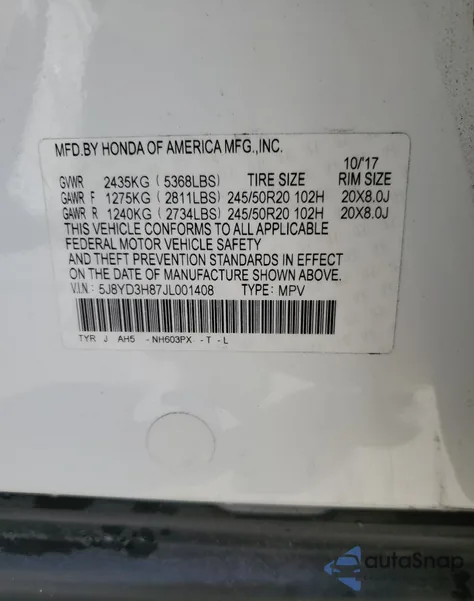 MFD.BY HONDA OF AMERICA MFG.,INC.
10/'17
GVWR 2435KG (5368LBS) TIRE SIZE RIM SIZE
GAWR F 1275KG (2811LBS) 245/50R20 102H 20X8.0J
GAWR R 1240KG (2734LBS) 245/50R20 102H 20X8.0J
THIS VEHICLE CONFORMS TO ALL APPLICABLE
FEDERAL MOTOR VEHICLE SAFETY
AND THEFT PREVENTION STANDARDS IN EFFECT
ON THE DATE OF MANUFACTURE SHOWN ABOVE.
V.I.N.: 5J8YD3H87JL001408 TYPE: MPV
TYR J AH5 -NH603PX -T -L
autoSnap